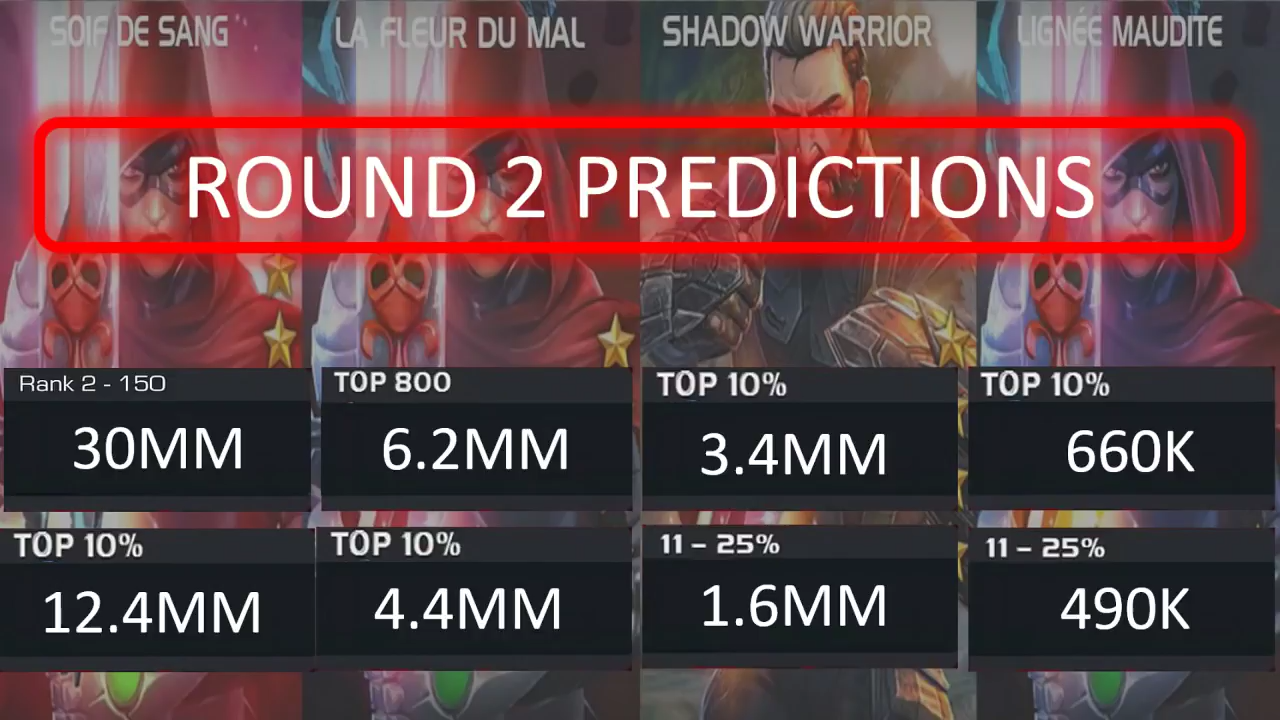 SOIF DE SANG
LA FLEUR DU MAL
SHADOW WARRIOR
LIGNÉE MAUDITE
ROUND 2 PREDICTIONS
Rank 2 - 150
30MM
TOP 800
6.2MM
TOP 10%
3.4MM
TOP 10%
660K
TOP 10%
12.4MM
TOP 10%
4.4MM
11 – 25%
1.6MM
11 – 25%
490K